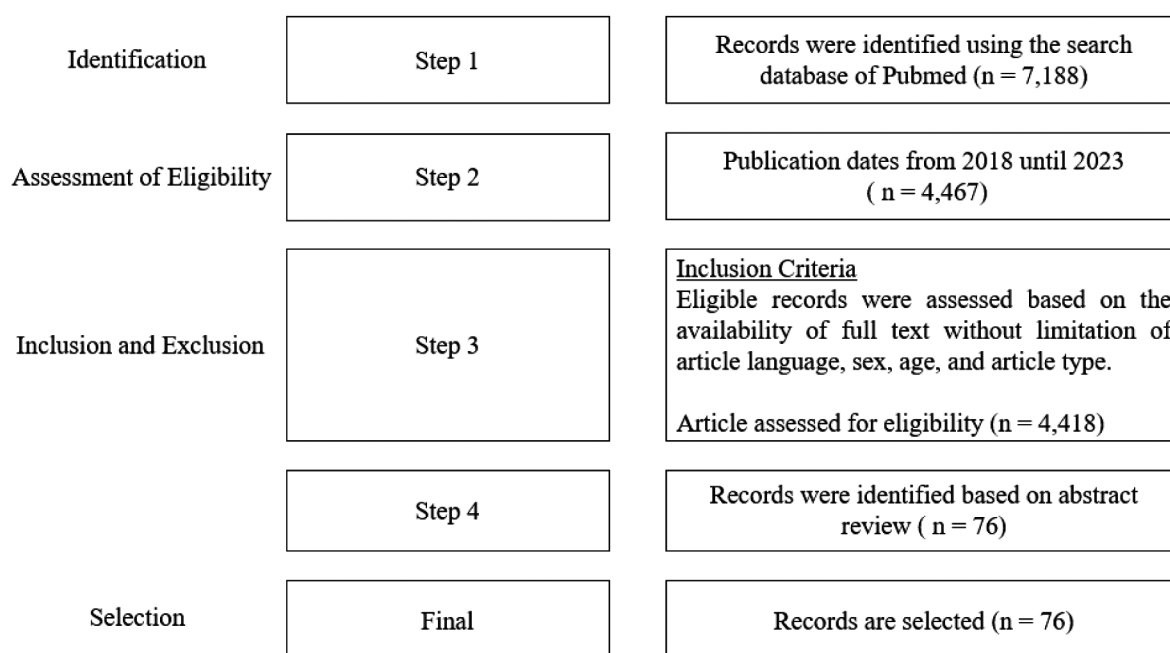 Identification
Step 1
Records were identified using the search
database of Pubmed (n = 7,188)
Assessment of Eligibility
Step 2
Publication dates from 2018 until 2023
( n = 4,467)
Inclusion and Exclusion
Step 3
Inclusion Criteria
Eligible records were assessed based on the
availability of full text without limitation of
article language, sex, age, and article type.
Article assessed for eligibility (n = 4,418)
Step 4
Records were identified based on abstract
review ( n = 76)
Selection
Final
Records are selected (n = 76)